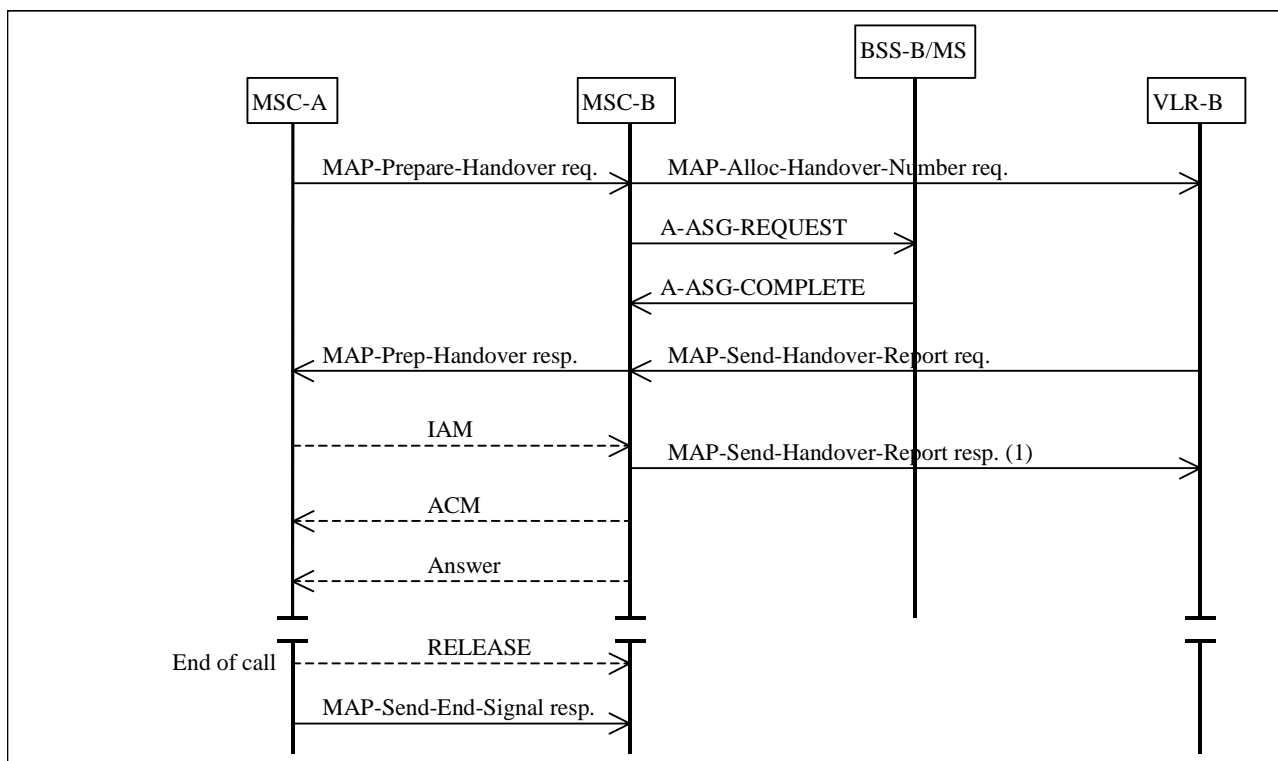 BSS-B/MS
MSC-A
MSC-B
VLR-B
MAP-Prepare-Handover req.
MAP-Alloc-Handover-Number req.
A-ASG-REQUEST
A-ASG-COMPLETE
MAP-Prep-Handover resp.
MAP-Send-Handover-Report req.
IAM
MAP-Send-Handover-Report resp. (1)
ACM
Answer
RELEASE
End of call
MAP-Send-End-Signal resp.